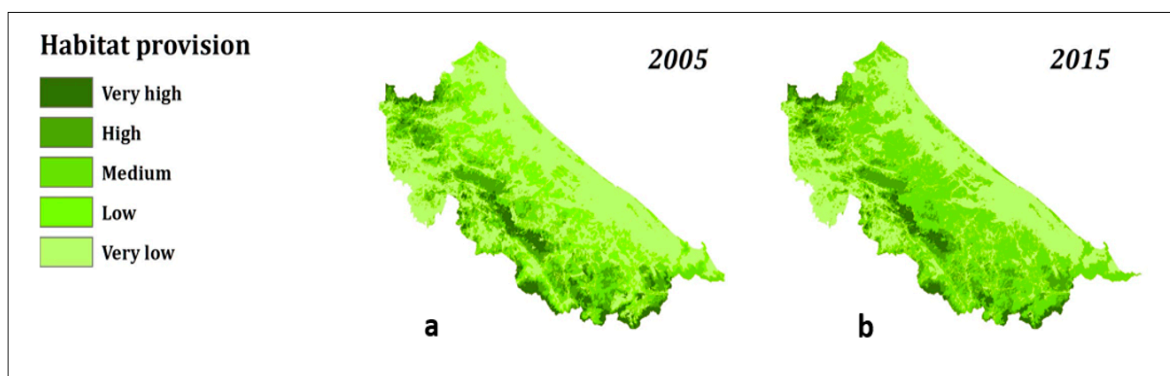 Habitat provision
Very high
High
Medium
Low
Very low
2005
2015
a
b